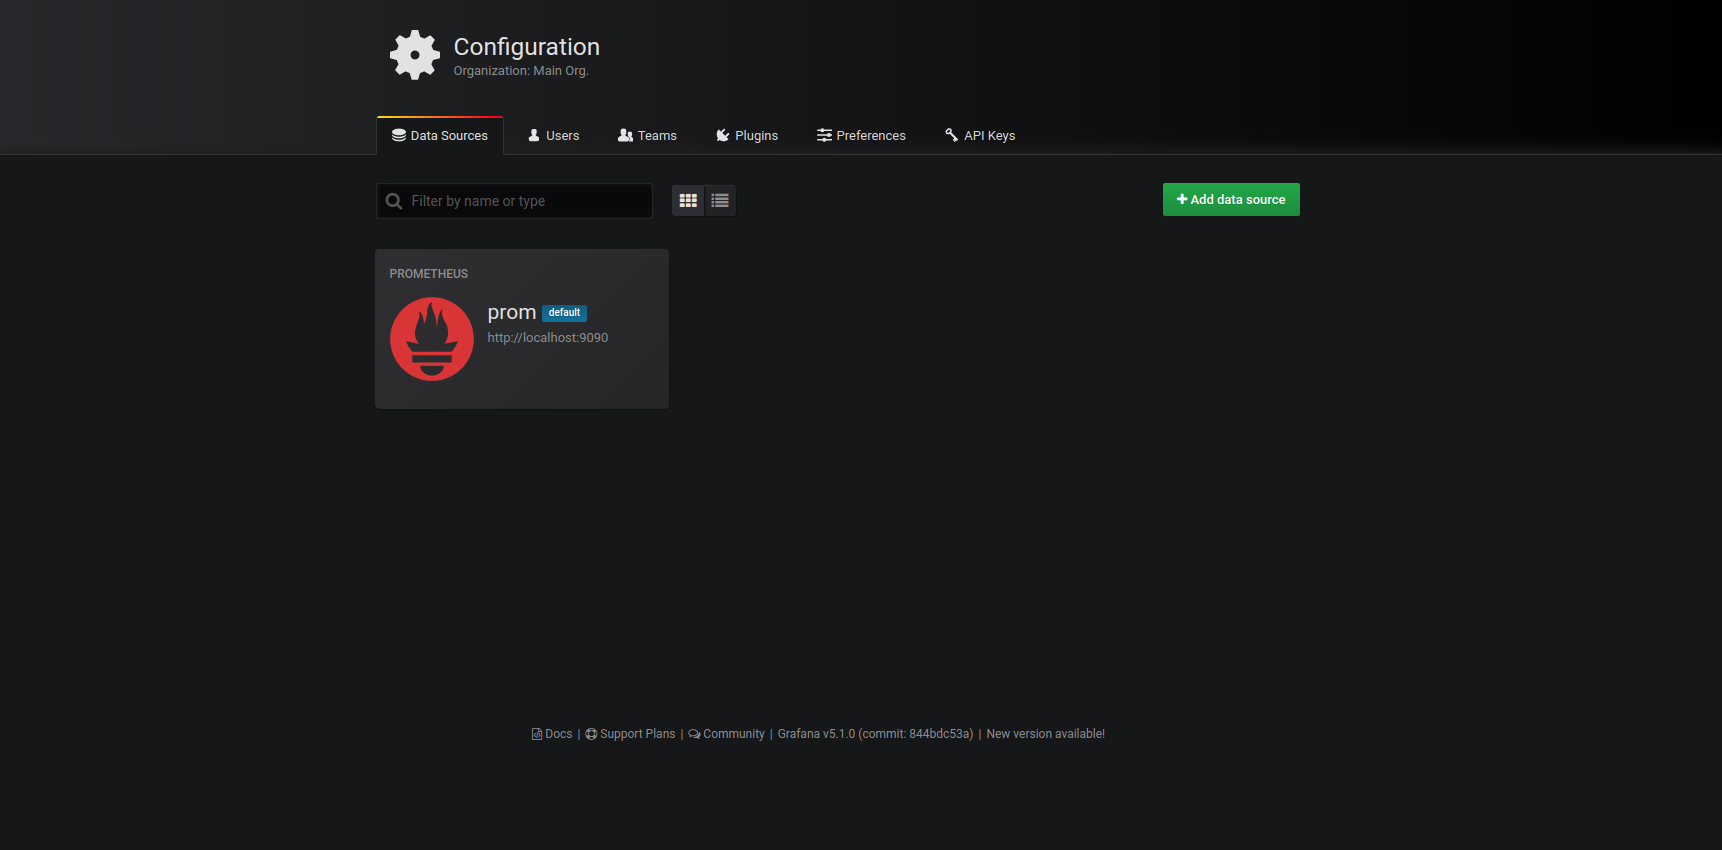 Configuration
Organization: Main Org.
Data Sources Users Teams Plugins Preferences API Keys
Filter by name or type
Add data source
PROMETHEUS
prom default
http://localhost:9090
Docs | Support Plans | Community | Grafana v5.1.0 (commit: 844bdc53a) | New version available!